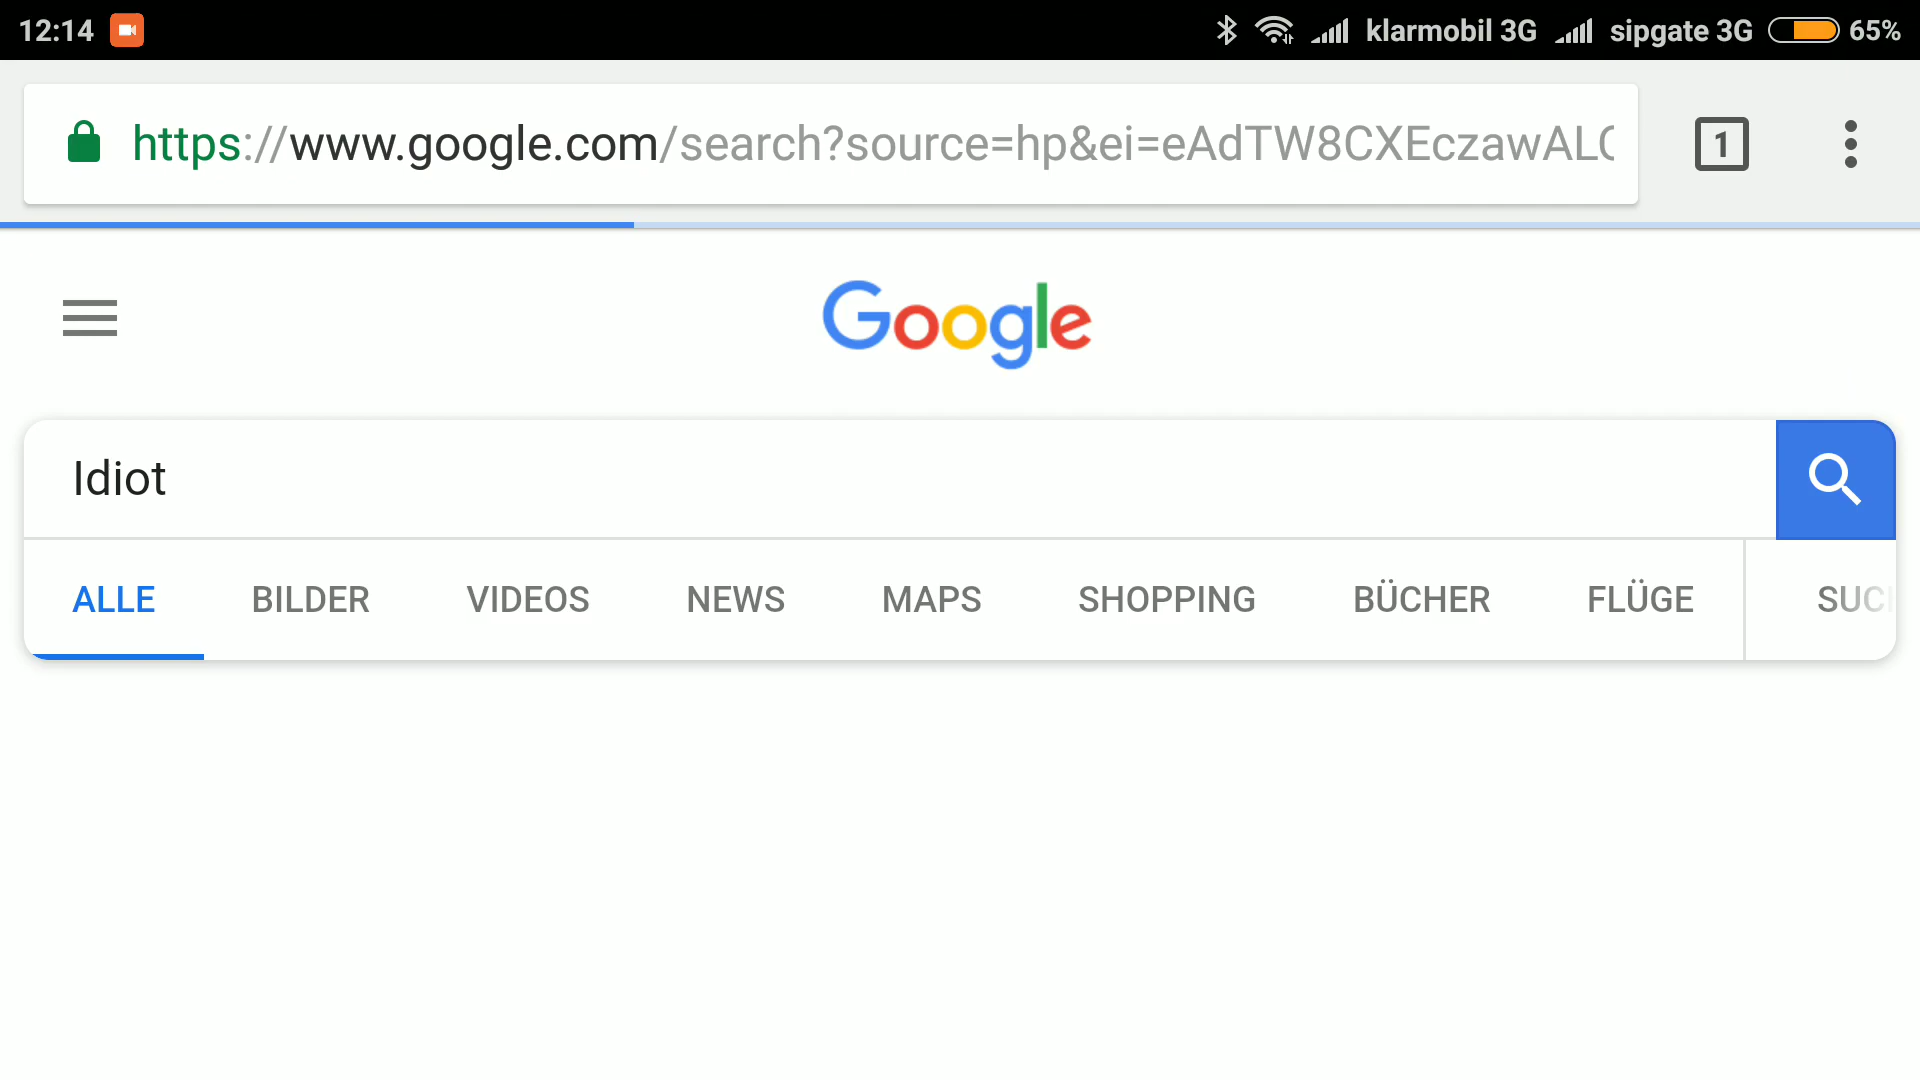 12:14 klarmobil 3G sipgate 3G 65%
https://www.google.com/search?source=hp&ei=eAdTW8CXEczawAL 1
Google
Idiot
ALLE BILDER VIDEOS NEWS MAPS SHOPPING BÜCHER FLÜGE SUC